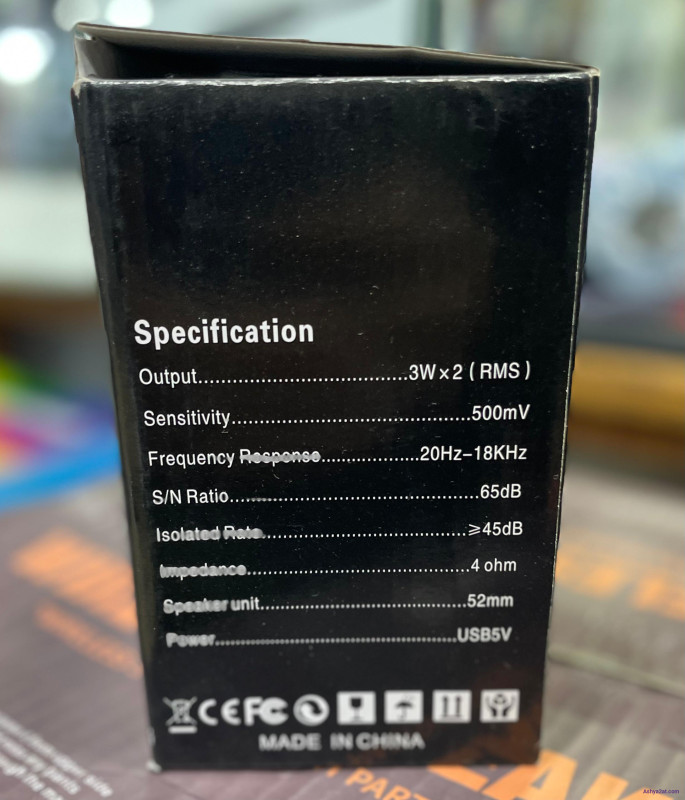 Specification
Output....................................3W×2 ( RMS )
Sensitivity.........................................500mV
Frequency Response.................20Hz–18KHz
S/N Ratio...........................................65dB
Isolated Rate....................................≥45dB
Impedance.......................................4 ohm
Speaker unit....................................52mm
Power..........................................USB5V
CE FC
MADE IN CHINA